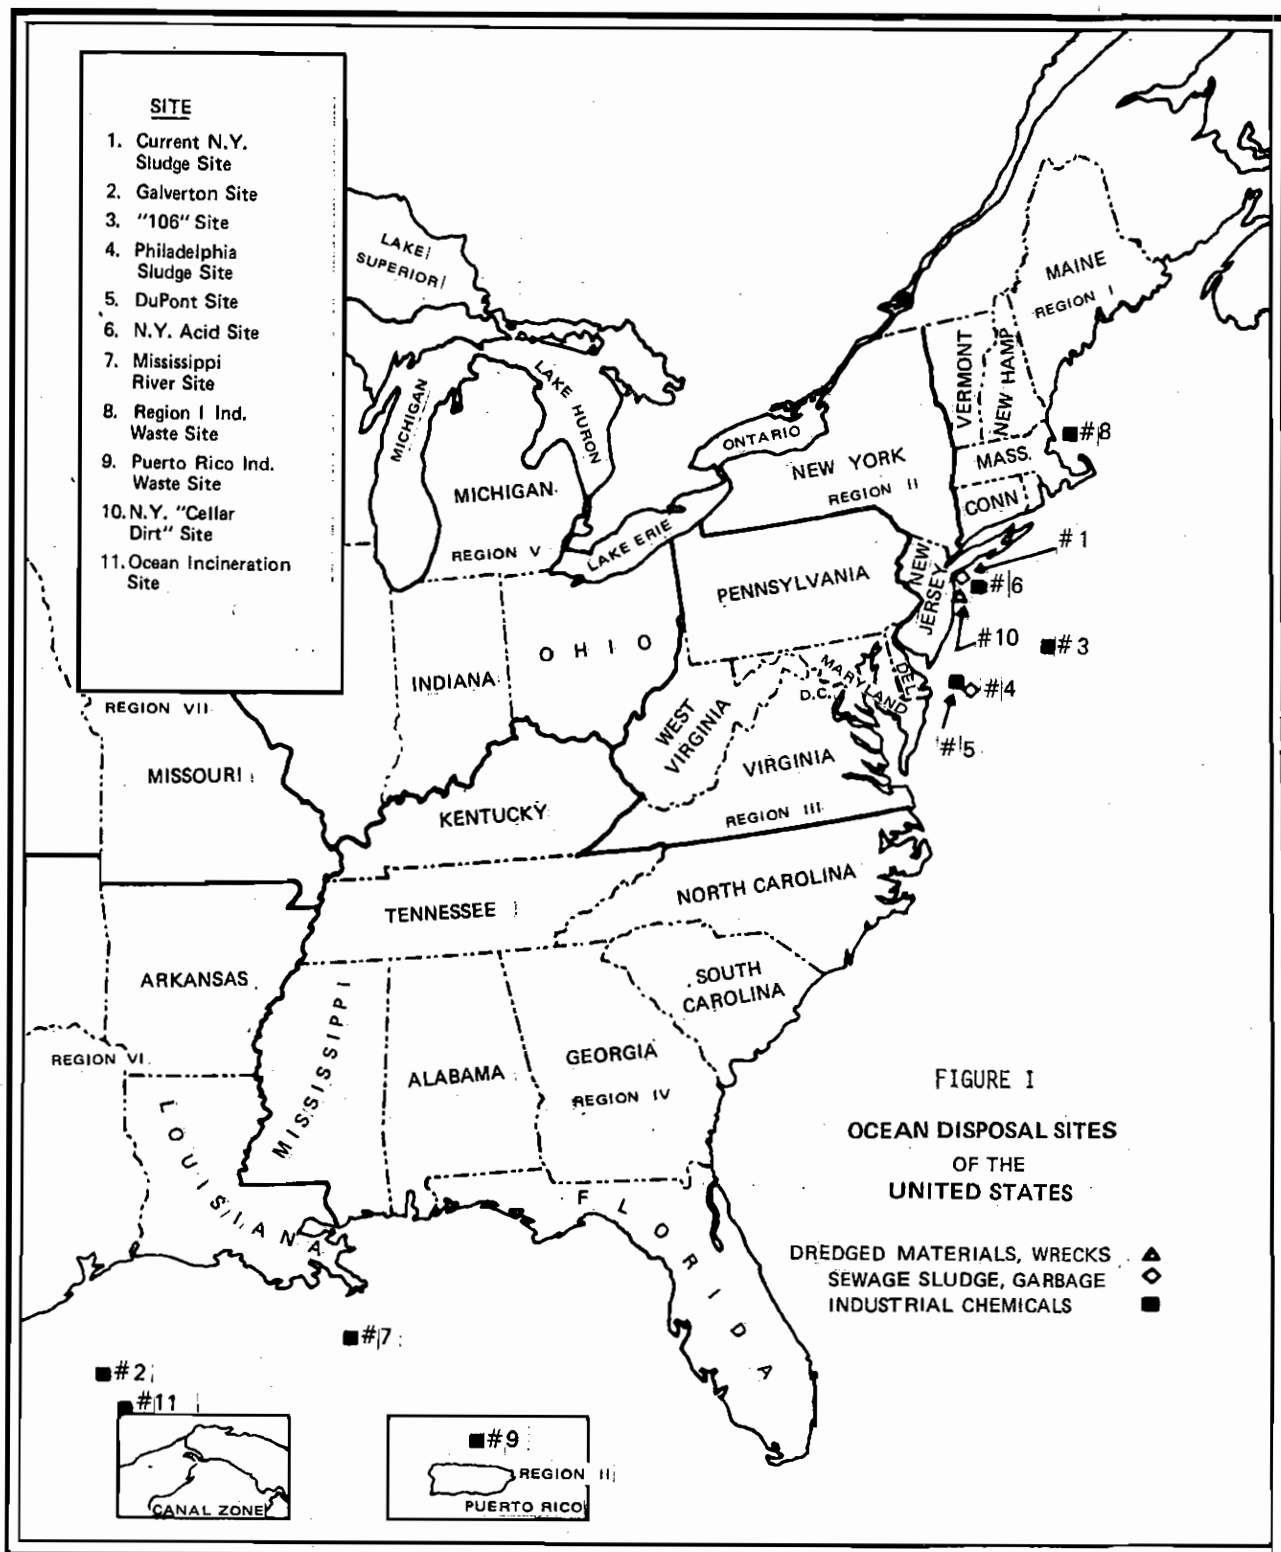 SITE
1. Current N.Y.
Sludge Site
2. Galverton Site
3. "106" Site
4. Philadelphia
Sludge Site
5. DuPont Site
6. N.Y. Acid Site
7. Mississippi
River Site
8. Region I Ind.
Waste Site
9. Puerto Rico Ind.
Waste Site
10. N.Y. "Cellar
Dirt" Site
11. Ocean Incineration
Site
LAKE
SUPERIOR
MAINE
REGION I
VERMONT
NEW HAMP
LAKE HURON
MICHIGAN
ONTARIO
#8
MASS.
NEW YORK
REGION II
CONN
MICHIGAN
REGION V
LAKE ERIE
#1
NEW
JERSEY
PENNSYLVANIA
#6
#10
#3
OHIO
INDIANA
MARYLAND
DEL
D.C.
#4
#5
WEST
VIRGINIA
REGION VII
MISSOURI
VIRGINIA
REGION III
KENTUCKY
NORTH CAROLINA
TENNESSEE
ARKANSAS
SOUTH
CAROLINA
MISSISSIPPI
REGION VI
ALABAMA
GEORGIA
REGION IV
LOUISIANA
FLORIDA
FIGURE I
OCEAN DISPOSAL SITES
OF THE
UNITED STATES
DREDGED MATERIALS, WRECKS
SEWAGE SLUDGE, GARBAGE
INDUSTRIAL CHEMICALS
#7
#2
#11
CANAL ZONE
#9
REGION II
PUERTO RICO